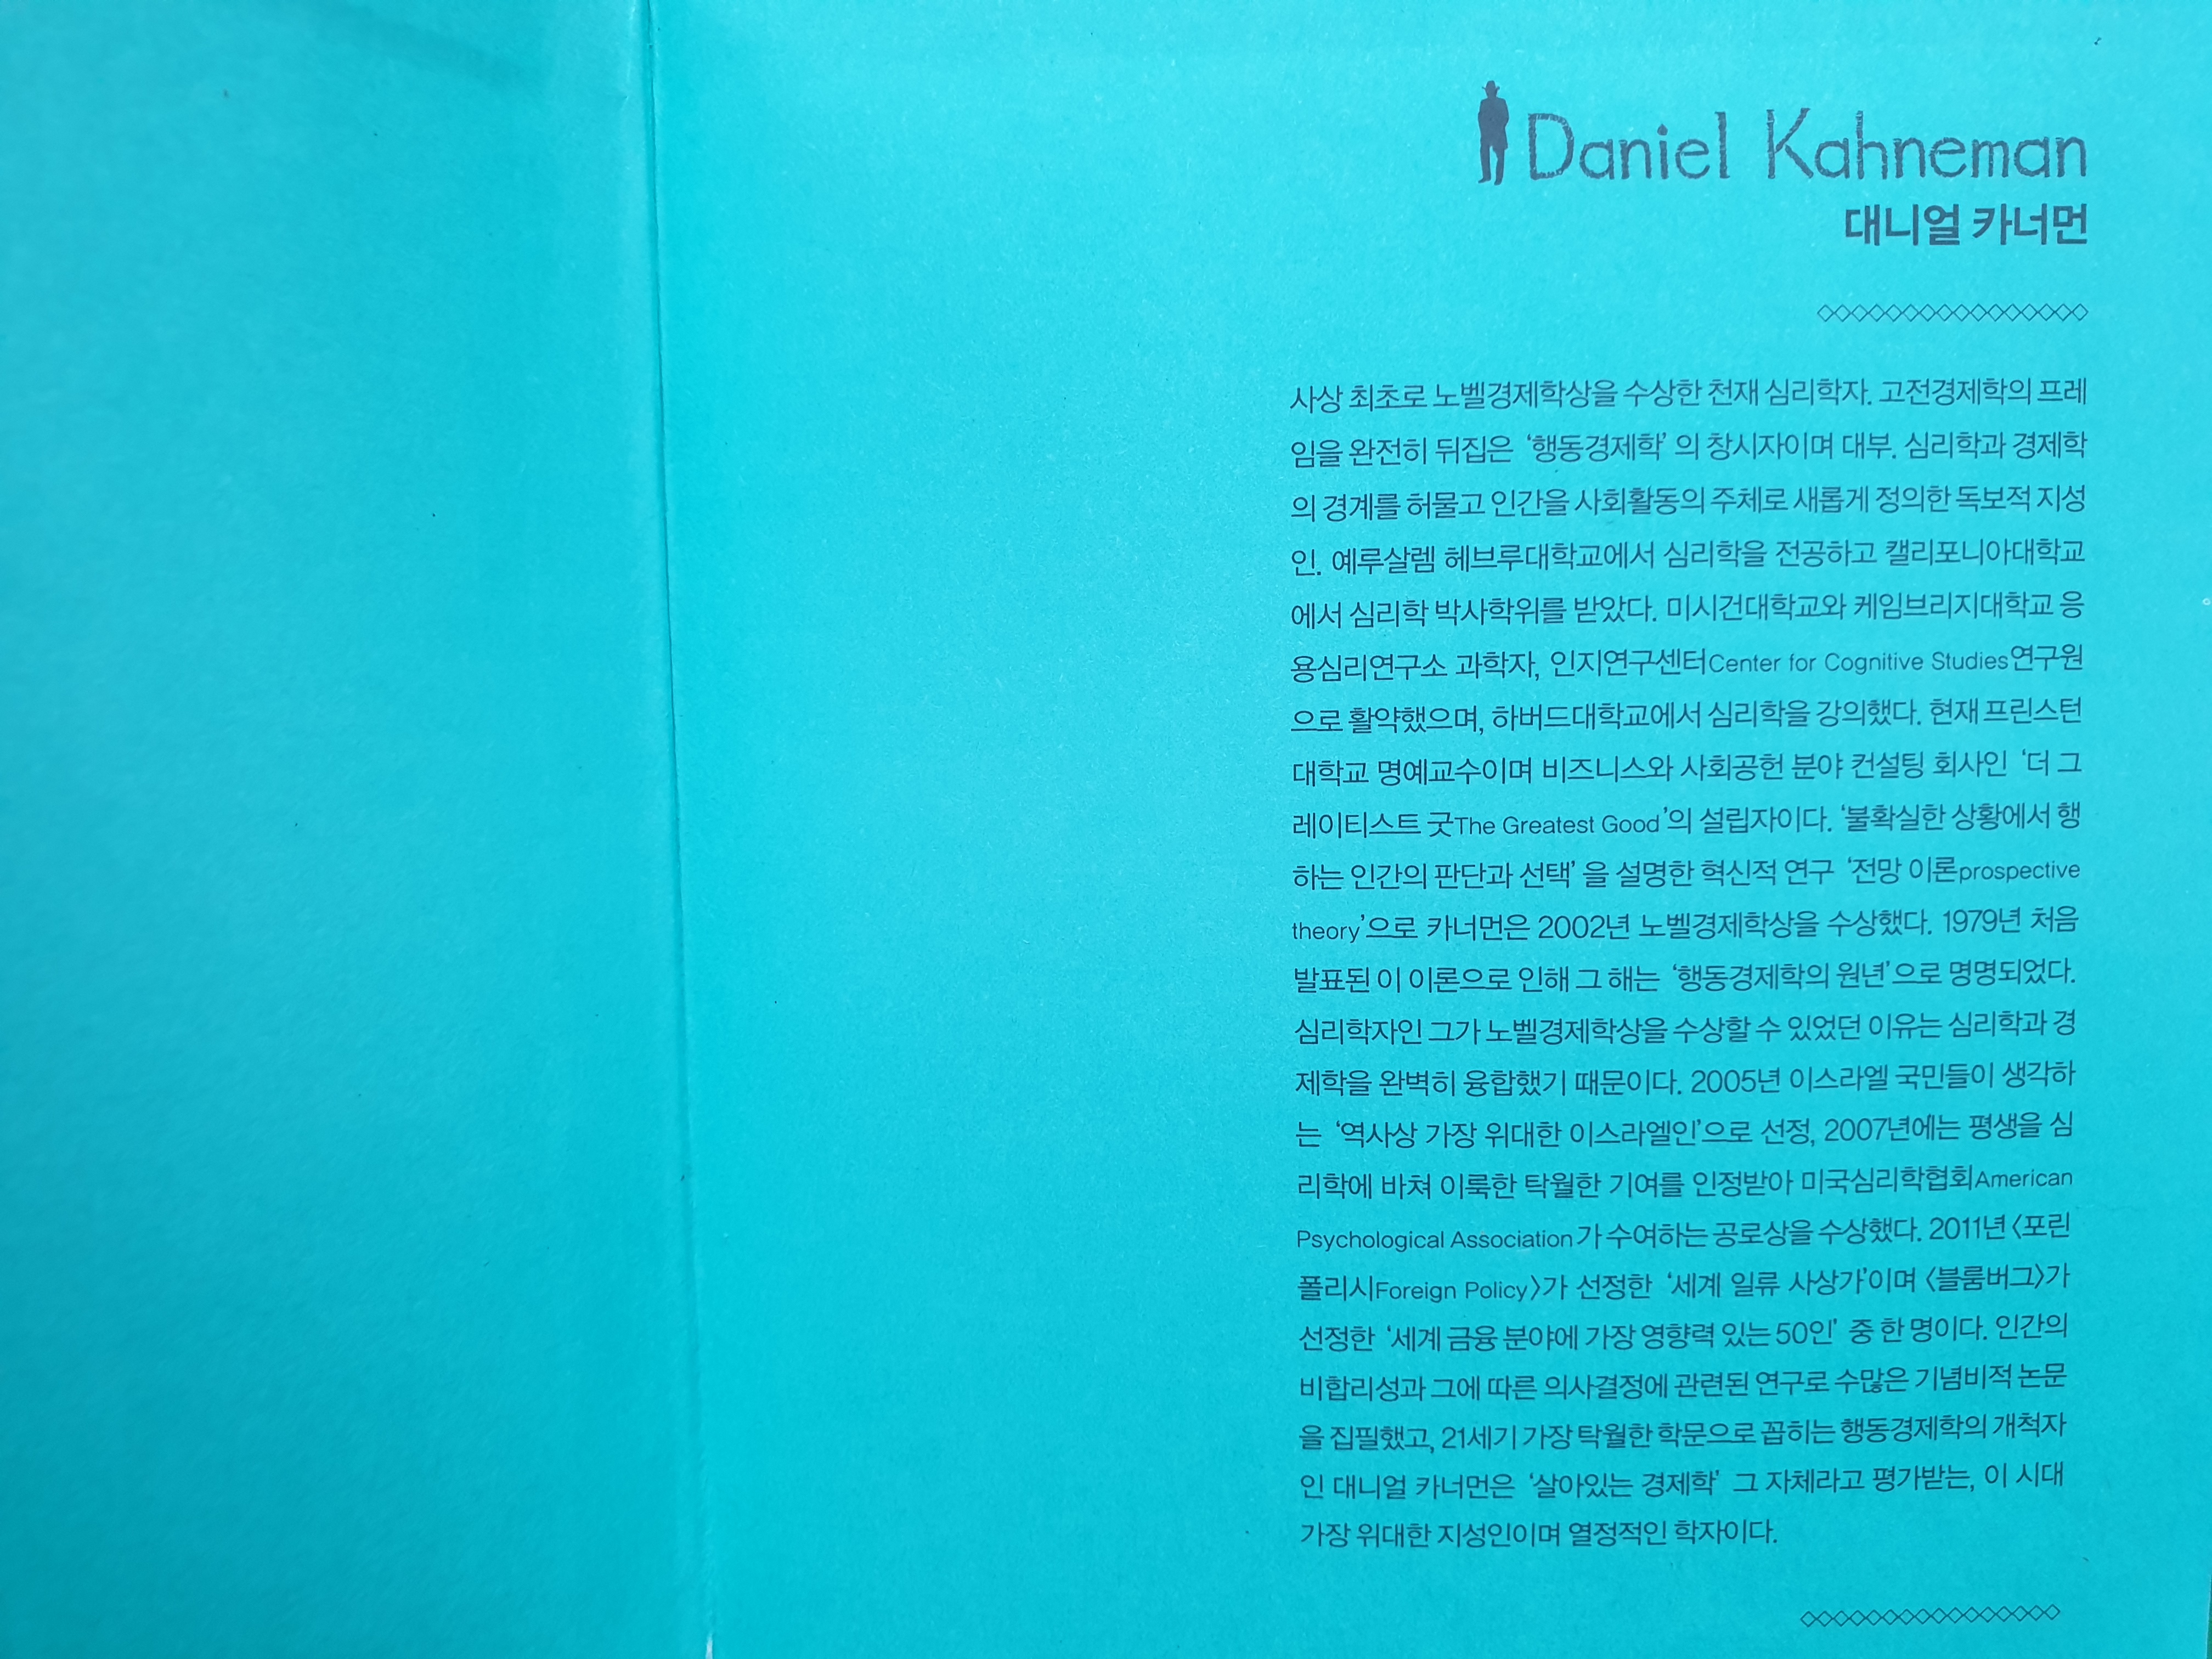 Daniel Kahneman
대니얼 카너먼
사상 최초로 노벨경제학상을 수상한 천재 심리학자. 고전경제학의 프레
임을 완전히 뒤집은 ‘행동경제학’의 창시자이며 대부. 심리학과 경제학
의 경계를 허물고 인간을 사회활동의 주체로 새롭게 정의한 독보적 지성
인. 예루살렘 헤브루대학교에서 심리학을 전공하고 캘리포니아대학교
에서 심리학 박사학위를 받았다. 미시건대학교와 케임브리지대학교 응
용심리연구소 과학자, 인지연구센터Center for Cognitive Studies연구원
으로 활약했으며, 하버드대학교에서 심리학을 강의했다. 현재 프린스턴
대학교 명예교수이며 비즈니스와 사회공헌 분야 컨설팅 회사인 ‘더 그
레이티스트 굿The Greatest Good’의 설립자이다. ‘불확실한 상황에서 행
하는 인간의 판단과 선택’을 설명한 혁신적 연구 ‘전망 이론prospective
theory’으로 카너먼은 2002년 노벨경제학상을 수상했다. 1979년 처음
발표된 이 이론으로 인해 그 해는 ‘행동경제학의 원년’으로 명명되었다.
심리학자인 그가 노벨경제학상을 수상할 수 있었던 이유는 심리학과 경
제학을 완벽히 융합했기 때문이다. 2005년 이스라엘 국민들이 생각하
는 ‘역사상 가장 위대한 이스라엘인’으로 선정, 2007년에는 평생을 심
리학에 바쳐 이룩한 탁월한 기여를 인정받아 미국심리학협회American
Psychological Association가 수여하는 공로상을 수상했다. 2011년 〈포린
폴리시Foreign Policy〉가 선정한 ‘세계 일류 사상가’이며 〈블룸버그〉가
선정한 ‘세계 금융 분야에 가장 영향력 있는 50인’ 중 한 명이다. 인간의
비합리성과 그에 따른 의사결정에 관련된 연구로 수많은 기념비적 논문
을 집필했고, 21세기 가장 탁월한 학문으로 꼽히는 행동경제학의 개척자
인 대니얼 카너먼은 ‘살아있는 경제학’ 그 자체라고 평가받는, 이 시대
가장 위대한 지성인이며 열정적인 학자이다.